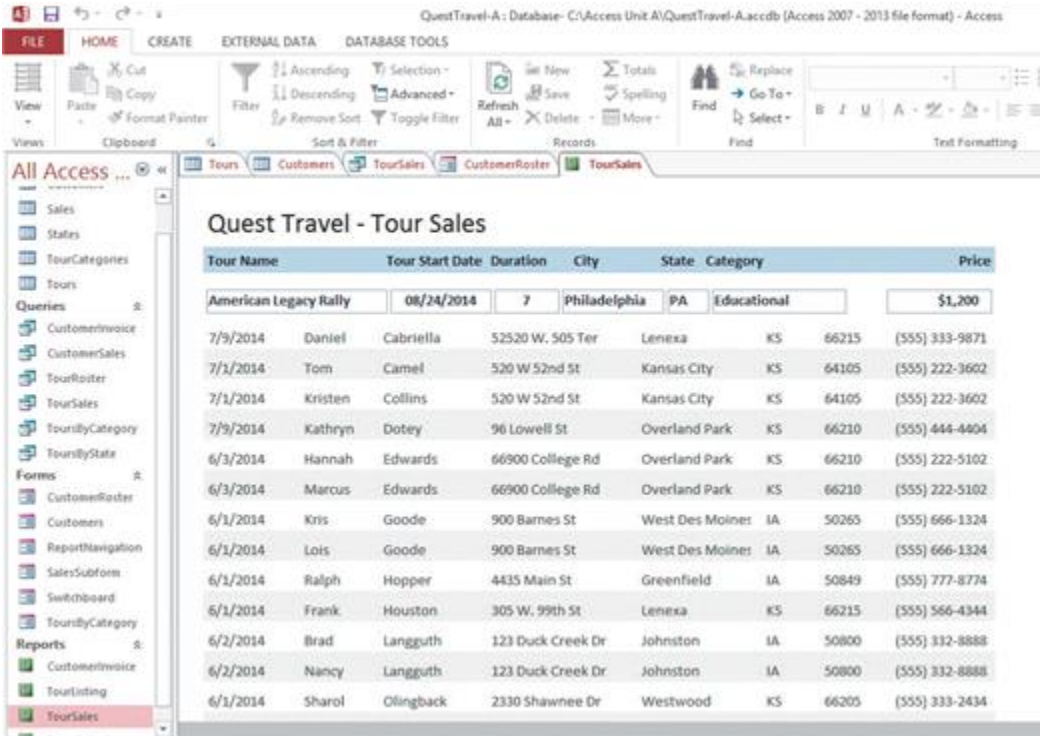 QuestTravel-A : Database- C:\Access Unit A\QuestTravel-A.accdb (Access 2007 - 2013 file format) - Access
FILE HOME CREATE EXTERNAL DATA DATABASE TOOLS
View
Views
Paste
Cut
Copy
Format Painter
Clipboard
Filter
Ascending
Descending
Remove Sort
Selection
Advanced
Toggle Filter
Sort & Filter
Refresh All
New
Save
Delete
Totals
Spelling
More
Records
Find
Replace
Go To
Select
Find
B I U A
Text Formatting
All Access ...
Sales
States
TourCategories
Tours
Queries
CustomerInvoice
CustomerSales
TourRoster
TourSales
ToursByCategory
ToursByState
Forms
CustomerRoster
Customers
ReportNavigation
SalesSubform
Switchboard
ToursByCategory
Reports
CustomerInvoice
TourListing
TourSales
Tours Customers TourSales CustomerRoster TourSales
Quest Travel - Tour Sales
Tour Name Tour Start Date Duration City State Category Price
American Legacy Rally 08/24/2014 7 Philadelphia PA Educational $1,200
7/9/2014 Daniel Cabriella 52520 W. 505 Ter Lenexa KS 66215 (555) 333-9871
7/1/2014 Tom Camel 520 W 52nd St Kansas City KS 64105 (555) 222-3602
7/1/2014 Kristen Collins 520 W 52nd St Kansas City KS 64105 (555) 222-3602
7/9/2014 Kathryn Dotey 96 Lowell St Overland Park KS 66210 (555) 444-4404
6/3/2014 Hannah Edwards 66900 College Rd Overland Park KS 66210 (555) 222-5102
6/3/2014 Marcus Edwards 66900 College Rd Overland Park KS 66210 (555) 222-5102
6/1/2014 Kris Goode 900 Barnes St West Des Moines IA 50265 (555) 666-1324
6/1/2014 Lois Goode 900 Barnes St West Des Moines IA 50265 (555) 666-1324
6/1/2014 Ralph Hopper 4435 Main St Greenfield IA 50849 (555) 777-8774
6/1/2014 Frank Houston 305 W. 99th St Lenexa KS 66215 (555) 566-4344
6/2/2014 Brad Langguth 123 Duck Creek Dr Johnston IA 50800 (555) 332-8888
6/2/2014 Nancy Langguth 123 Duck Creek Dr Johnston IA 50800 (555) 332-8888
6/1/2014 Sharol Olingback 2330 Shawnee Dr Westwood KS 66205 (555) 333-2434